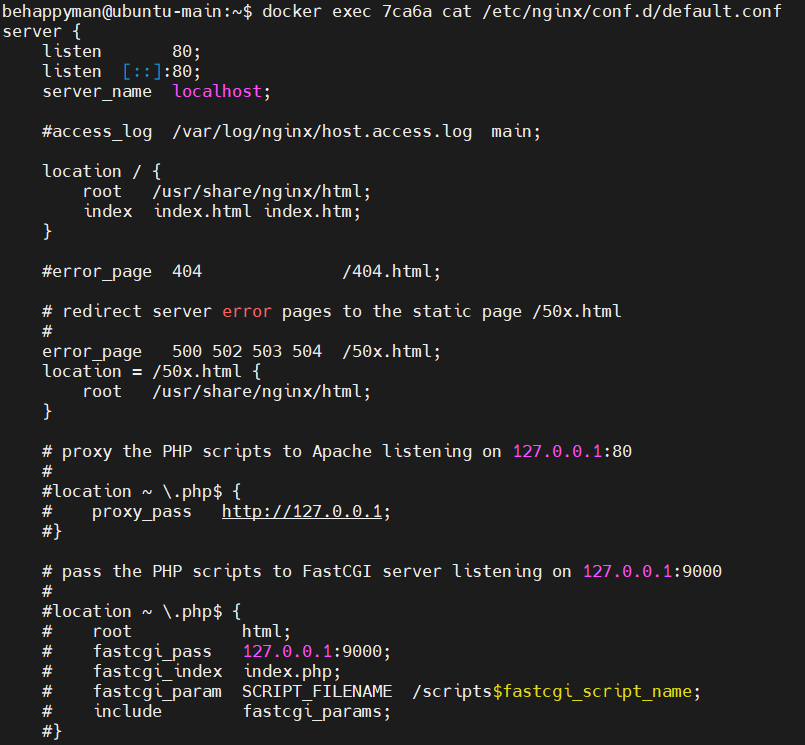 behappyman@ubuntu-main:~$ docker exec 7ca6a cat /etc/nginx/conf.d/default.conf
server {
    listen       80;
    listen  [::]:80;
    server_name  localhost;

    #access_log  /var/log/nginx/host.access.log  main;

    location / {
        root   /usr/share/nginx/html;
        index  index.html index.htm;
    }

    #error_page  404              /404.html;

    # redirect server error pages to the static page /50x.html
    #
    error_page   500 502 503 504  /50x.html;
    location = /50x.html {
        root   /usr/share/nginx/html;
    }

    # proxy the PHP scripts to Apache listening on 127.0.0.1:80
    #
    #location ~ \.php$ {
    #    proxy_pass   http://127.0.0.1;
    #}

    # pass the PHP scripts to FastCGI server listening on 127.0.0.1:9000
    #
    #location ~ \.php$ {
    #    root           html;
    #    fastcgi_pass   127.0.0.1:9000;
    #    fastcgi_index  index.php;
    #    fastcgi_param  SCRIPT_FILENAME  /scripts$fastcgi_script_name;
    #    include        fastcgi_params;
    #}